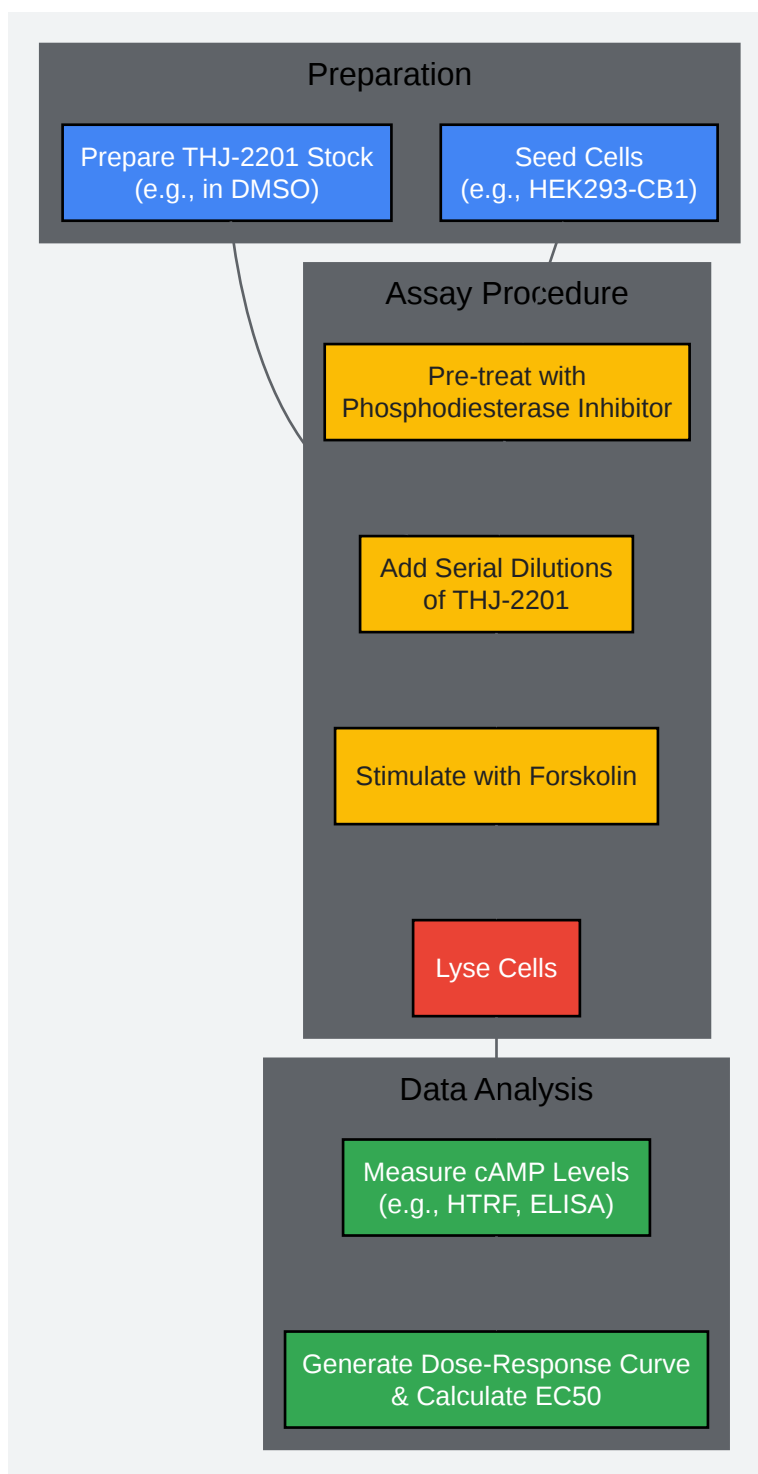 Preparation
Prepare THJ-2201 Stock
(e.g., in DMSO)
Seed Cells
(e.g., HEK293-CB1)
Assay Procedure
Pre-treat with
Phosphodiesterase Inhibitor
Add Serial Dilutions
of THJ-2201
Stimulate with Forskolin
Lyse Cells
Data Analysis
Measure cAMP Levels
(e.g., HTRF, ELISA)
Generate Dose-Response Curve
& Calculate EC50